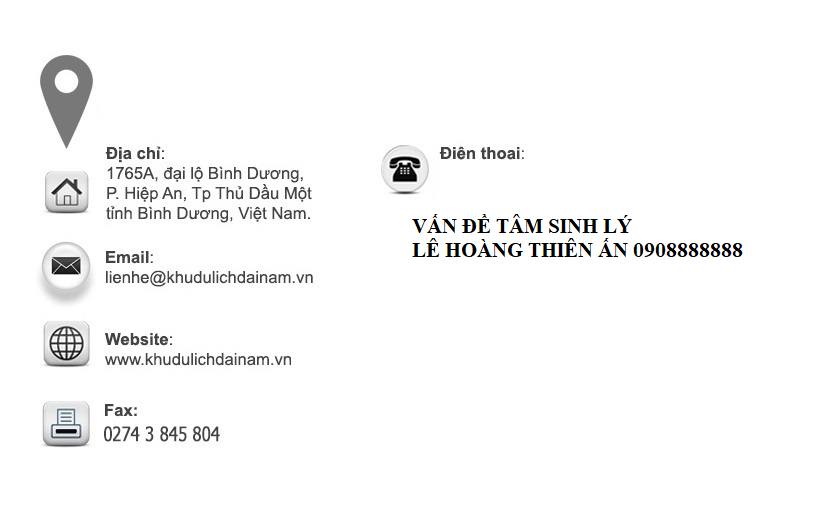 Địa chỉ:
1765A, đại lộ Bình Dương,
P. Hiệp An, Tp Thủ Dầu Một
tỉnh Bình Dương, Việt Nam.
Email:
lienhe@khudulichdainam.vn
Website:
www.khudulichdainam.vn
Fax:
0274 3 845 804
Điên thoai:
VẤN ĐỀ TÂM SINH LÝ
LÊ HOÀNG THIÊN ẤN 0908888888